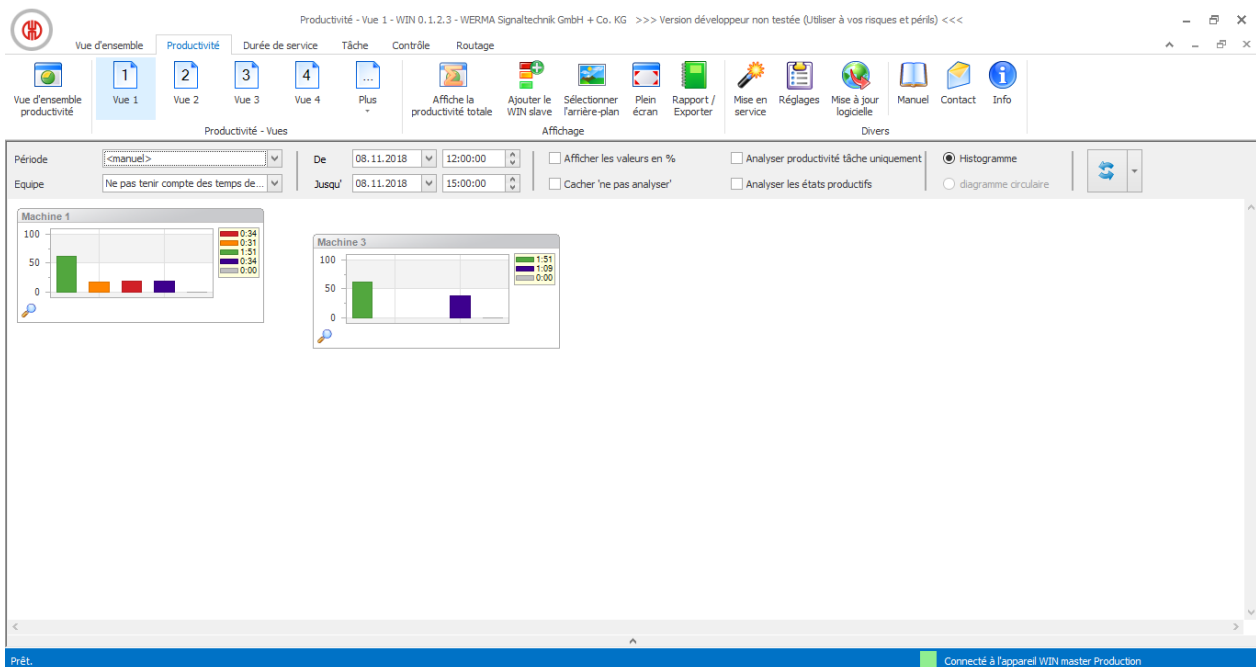 Productivité - Vue 1 - WIN 0.1.2.3 - WERMA Signaltechnik GmbH + Co. KG >>> Version développeur non testée (Utiliser à vos risques et périls) <<<
Vue d'ensemble Productivité Durée de service Tâche Contrôle Routage
1 2 3 4 ...
Vue d'ensemble productivité
Vue 1 Vue 2 Vue 3 Vue 4 Plus
Affiche la productivité totale
Ajouter le WIN slave
Sélectionner l'arrière-plan
Plein écran
Rapport / Exporter
Mise en service
Réglages
Mise à jour logicielle
Manuel Contact Info
Productivité - Vues Affichage Divers
Période <manuel> De 08.11.2018 12:00:00 Afficher les valeurs en % Analyser productivité tâche uniquement Histogramme
Equipe Ne pas tenir compte des temps de... Jusqu' 08.11.2018 15:00:00 Cacher 'ne pas analyser' Analyser les états productifs diagramme circulaire
Machine 1
100
50
0
0:34
0:31
1:51
0:34
0:00
Machine 3
100
50
0
1:51
1:09
0:00
Prêt. Connecté à l'appareil WIN master Production